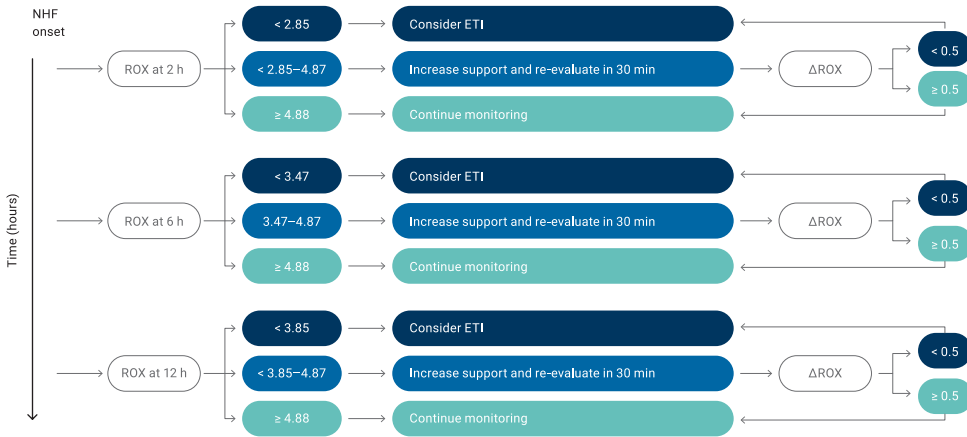 NHF
onset
Time (hours)
ROX at 2 h
< 2.85
Consider ETI
< 2.85–4.87
Increase support and re-evaluate in 30 min
ΔROX
< 0.5
≥ 0.5
≥ 4.88
Continue monitoring
ROX at 6 h
< 3.47
Consider ETI
3.47–4.87
Increase support and re-evaluate in 30 min
ΔROX
< 0.5
≥ 0.5
≥ 4.88
Continue monitoring
ROX at 12 h
< 3.85
Consider ETI
< 3.85–4.87
Increase support and re-evaluate in 30 min
ΔROX
< 0.5
≥ 0.5
≥ 4.88
Continue monitoring